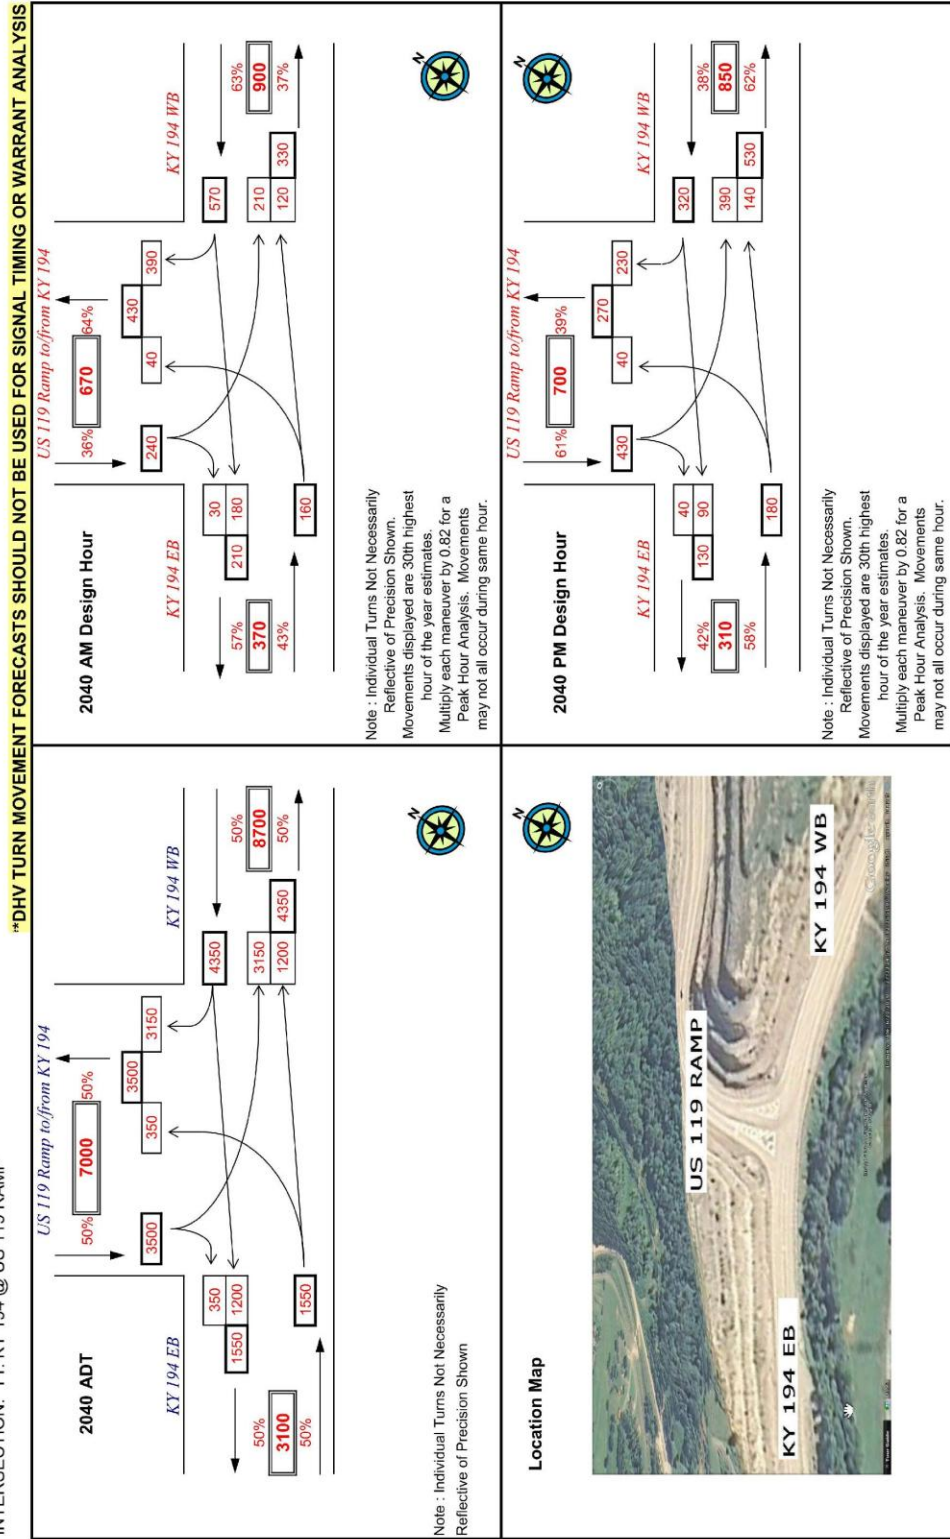 *DHV TURN MOVEMENT FORECASTS SHOULD NOT BE USED FOR SIGNAL TIMING OR WARRANT ANALYSIS
2040 ADT
US 119 Ramp to/from KY 194
50%
7000
50%
3500
3500
350
3150
KY 194 EB
KY 194 WB
350
1200
1550
4350
50%
8700
50%
50%
3100
50%
1550
3150
1200
4350
N
Note : Individual Turns Not Necessarily
Reflective of Precision Shown
2040 AM Design Hour
US 119 Ramp to/from KY 194
36%
670
64%
240
430
40
390
KY 194 EB
KY 194 WB
30
180
210
570
63%
900
37%
57%
370
43%
160
210
120
330
N
Note : Individual Turns Not Necessarily
Reflective of Precision Shown.
Movements displayed are 30th highest
hour of the year estimates.
Multiply each maneuver by 0.82 for a
Peak Hour Analysis. Movements
may not all occur during same hour.
Location Map
N
US 119 RAMP
KY 194 EB
KY 194 WB
Google earth
2040 PM Design Hour
US 119 Ramp to/from KY 194
61%
700
39%
430
270
40
230
KY 194 EB
KY 194 WB
40
90
130
320
38%
850
62%
42%
310
58%
180
390
140
530
N
Note : Individual Turns Not Necessarily
Reflective of Precision Shown.
Movements displayed are 30th highest
hour of the year estimates.
Multiply each maneuver by 0.82 for a
Peak Hour Analysis. Movements
may not all occur during same hour.